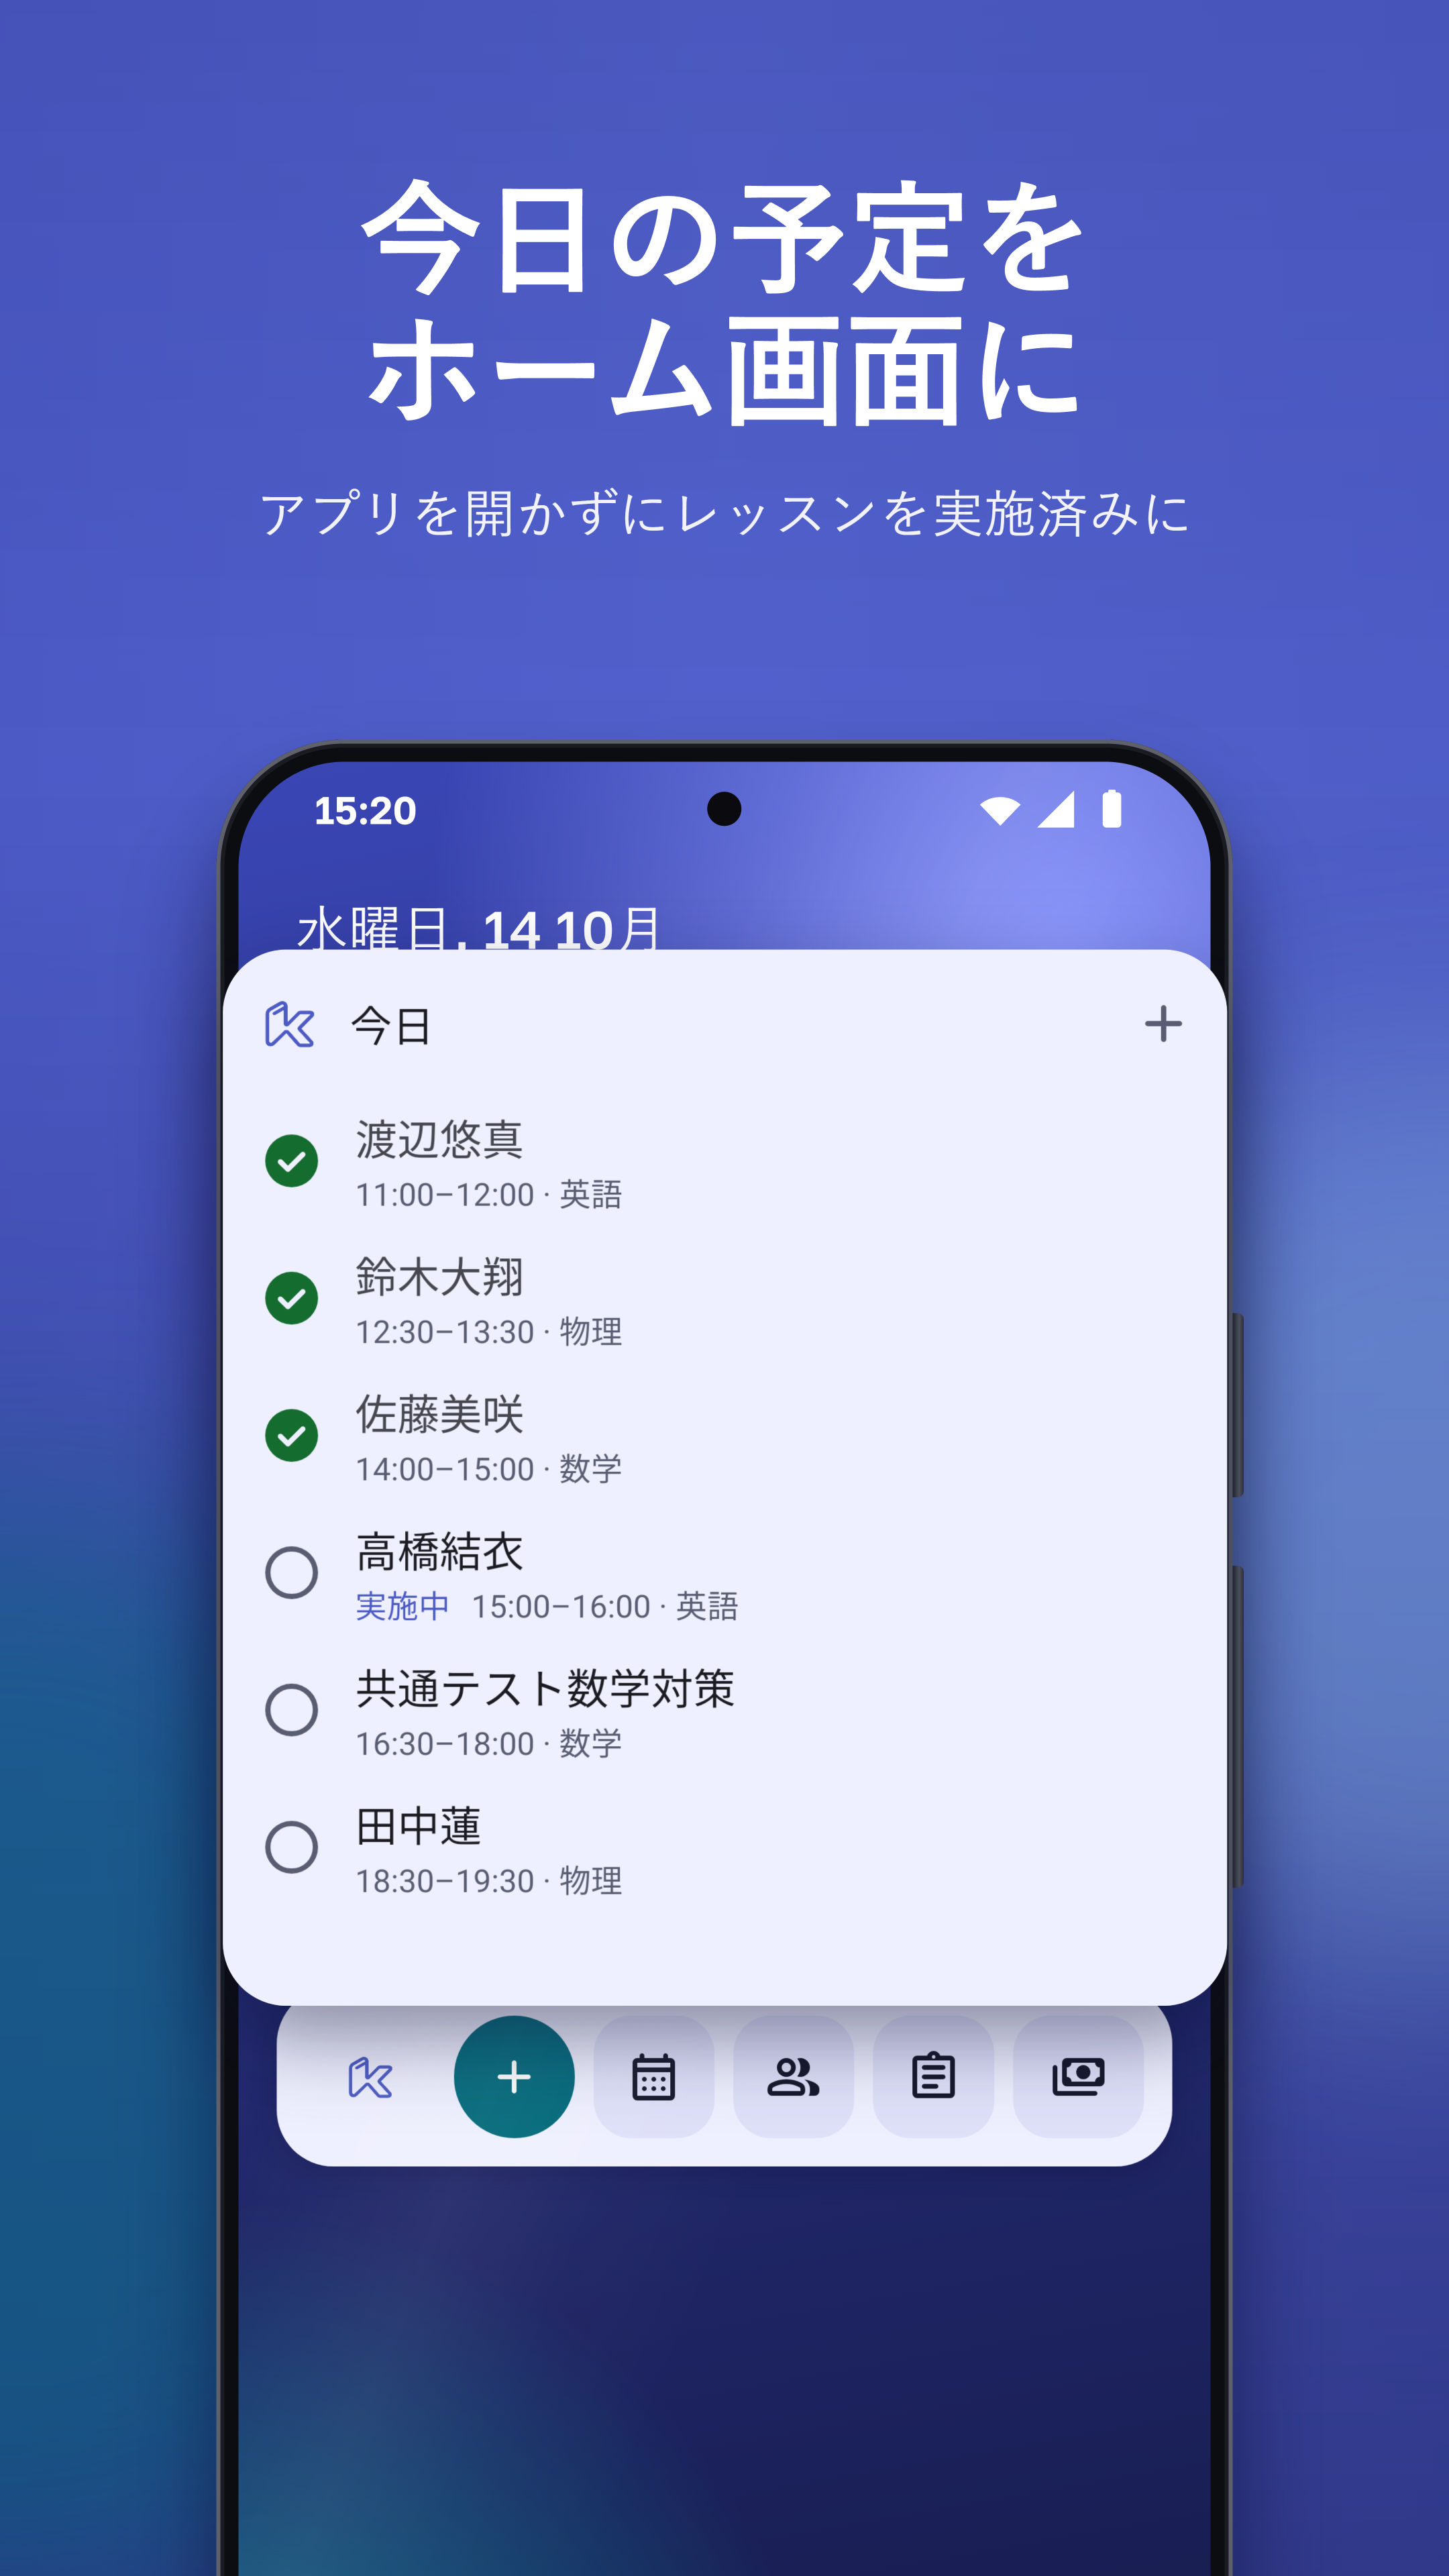 今日の予定を
ホーム画面に
アプリを開かずにレッスンを実施済みに
15:20
水曜日, 14 10月
今日
渡辺悠真
11:00–12:00 · 英語
鈴木大翔
12:30–13:30 · 物理
佐藤美咲
14:00–15:00 · 数学
高橋結衣
実施中 15:00–16:00 · 英語
共通テスト数学対策
16:30–18:00 · 数学
田中蓮
18:30–19:30 · 物理